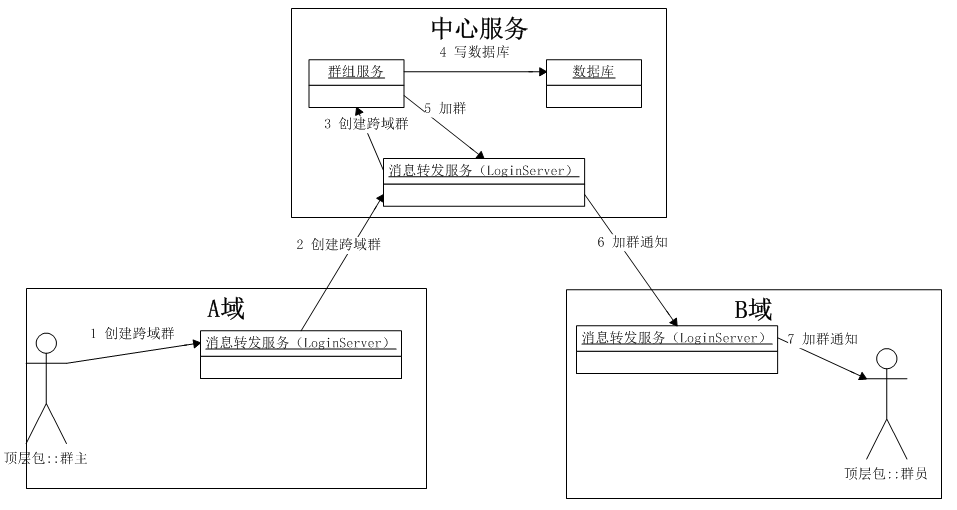 中心服务
4 写数据库
群组服务
数据库
5 加群
3 创建跨域群
消息转发服务（LoginServer）
2 创建跨域群
6 加群通知
A域
B域
1 创建跨域群
消息转发服务（LoginServer）
消息转发服务（LoginServer）
7 加群通知
顶层包::群主
顶层包::群员